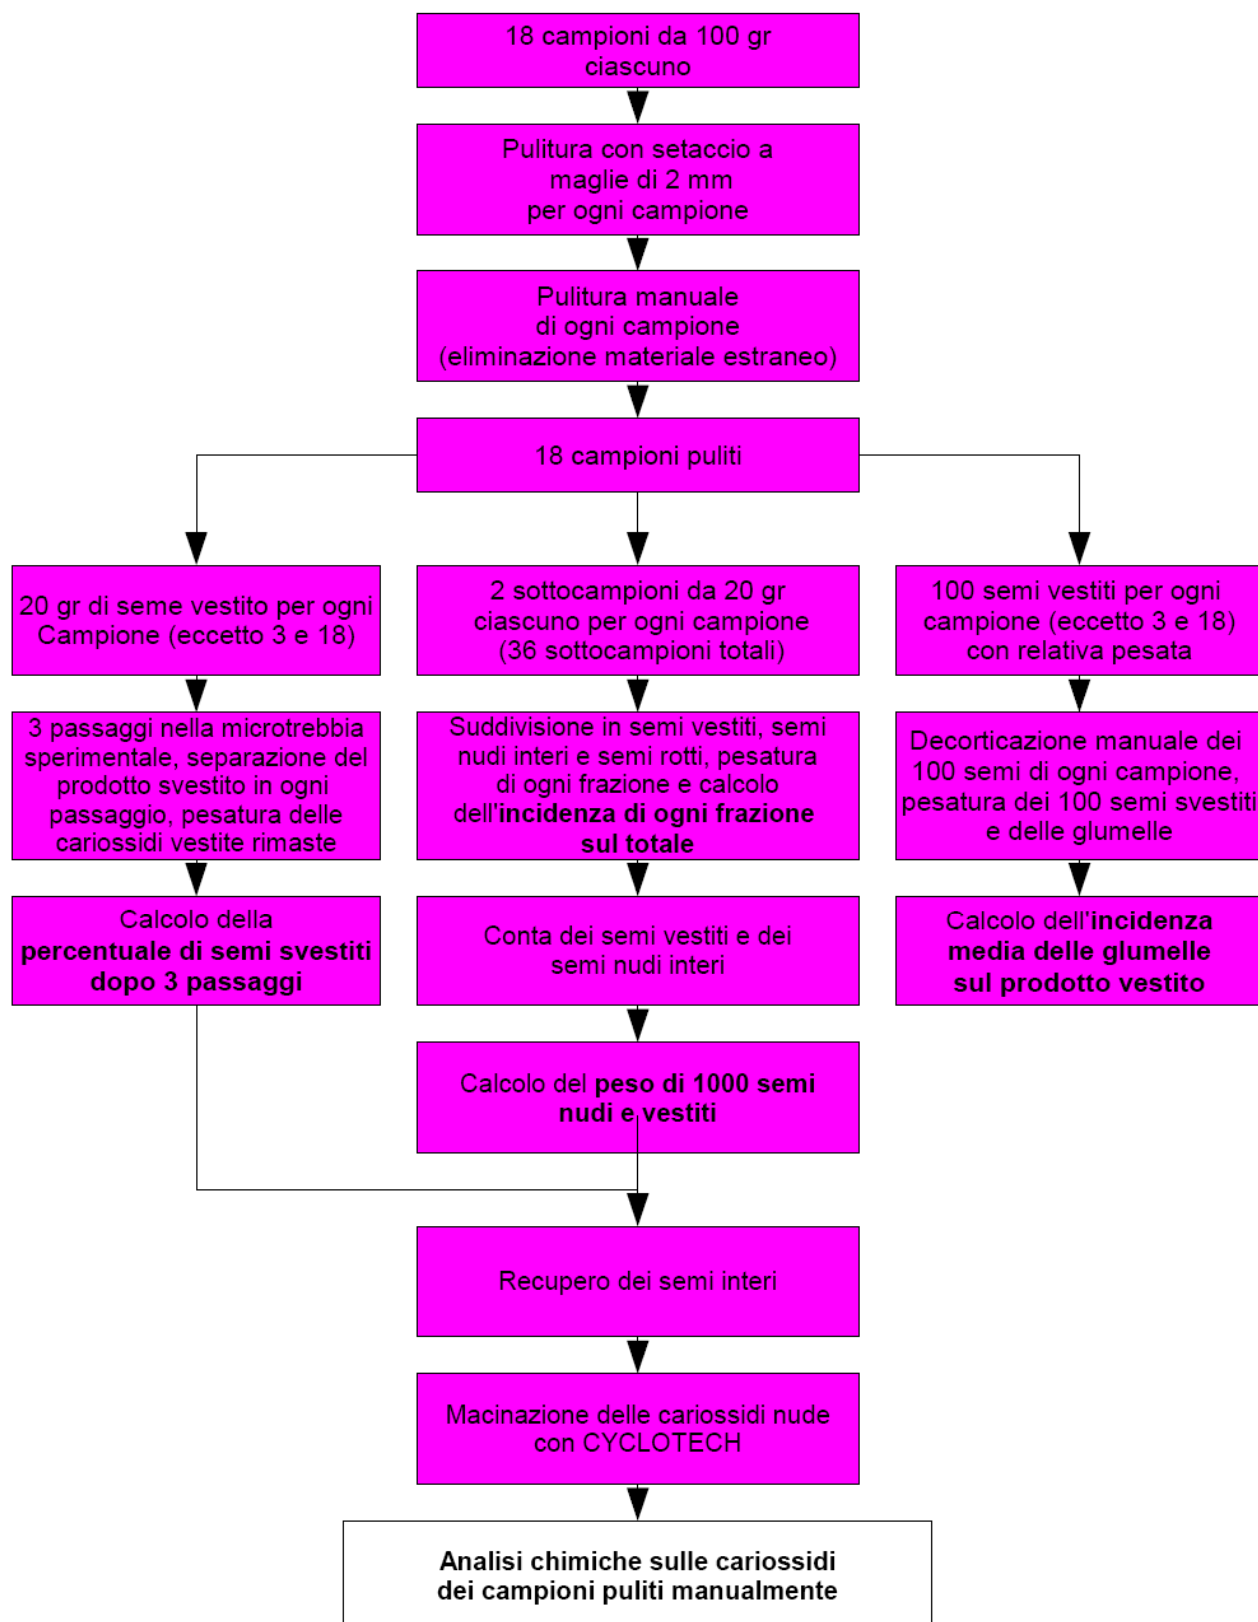 18 campioni da 100 gr
ciascuno
Pulitura con setaccio a
maglie di 2 mm
per ogni campione
Pulitura manuale
di ogni campione
(eliminazione materiale estraneo)
18 campioni puliti
20 gr di seme vestito per ogni
Campione (eccetto 3 e 18)
2 sottocampioni da 20 gr
ciascuno per ogni campione
(36 sottocampioni totali)
100 semi vestiti per ogni
campione (eccetto 3 e 18)
con relativa pesata
3 passaggi nella microtrebbia
sperimentale, separazione del
prodotto svestito in ogni
passaggio, pesatura delle
cariossidi vestite rimaste
Suddivisione in semi vestiti, semi
nudi interi e semi rotti, pesatura
di ogni frazione e calcolo
dell'incidenza di ogni frazione
sul totale
Decorticazione manuale dei
100 semi di ogni campione,
pesatura dei 100 semi svestiti
e delle glumelle
Calcolo della
percentuale di semi svestiti
dopo 3 passaggi
Conta dei semi vestiti e dei
semi nudi interi
Calcolo dell'incidenza
media delle glumelle
sul prodotto vestito
Calcolo del peso di 1000 semi
nudi e vestiti
Recupero dei semi interi
Macinazione delle cariossidi nude
con CYCLOTECH
Analisi chimiche sulle cariossidi
dei campioni puliti manualmente